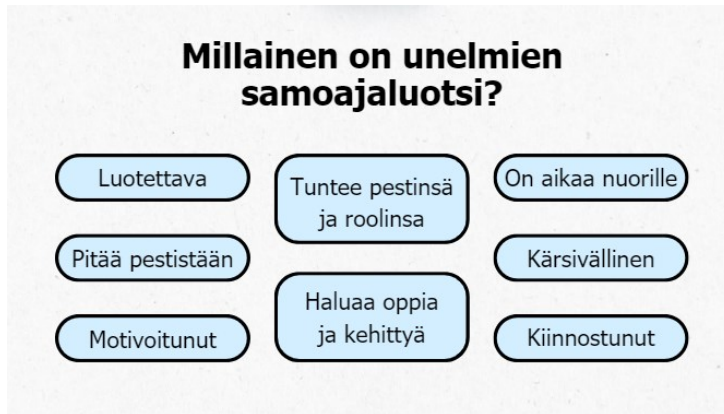 Millainen on unelmien
samoajaluotsi?
Luotettava
Tuntee pestinsä
ja roolinsa
On aikaa nuorille
Pitää pestistään
Kärsivällinen
Haluaa oppia
ja kehittyä
Motivoitunut
Kiinnostunut